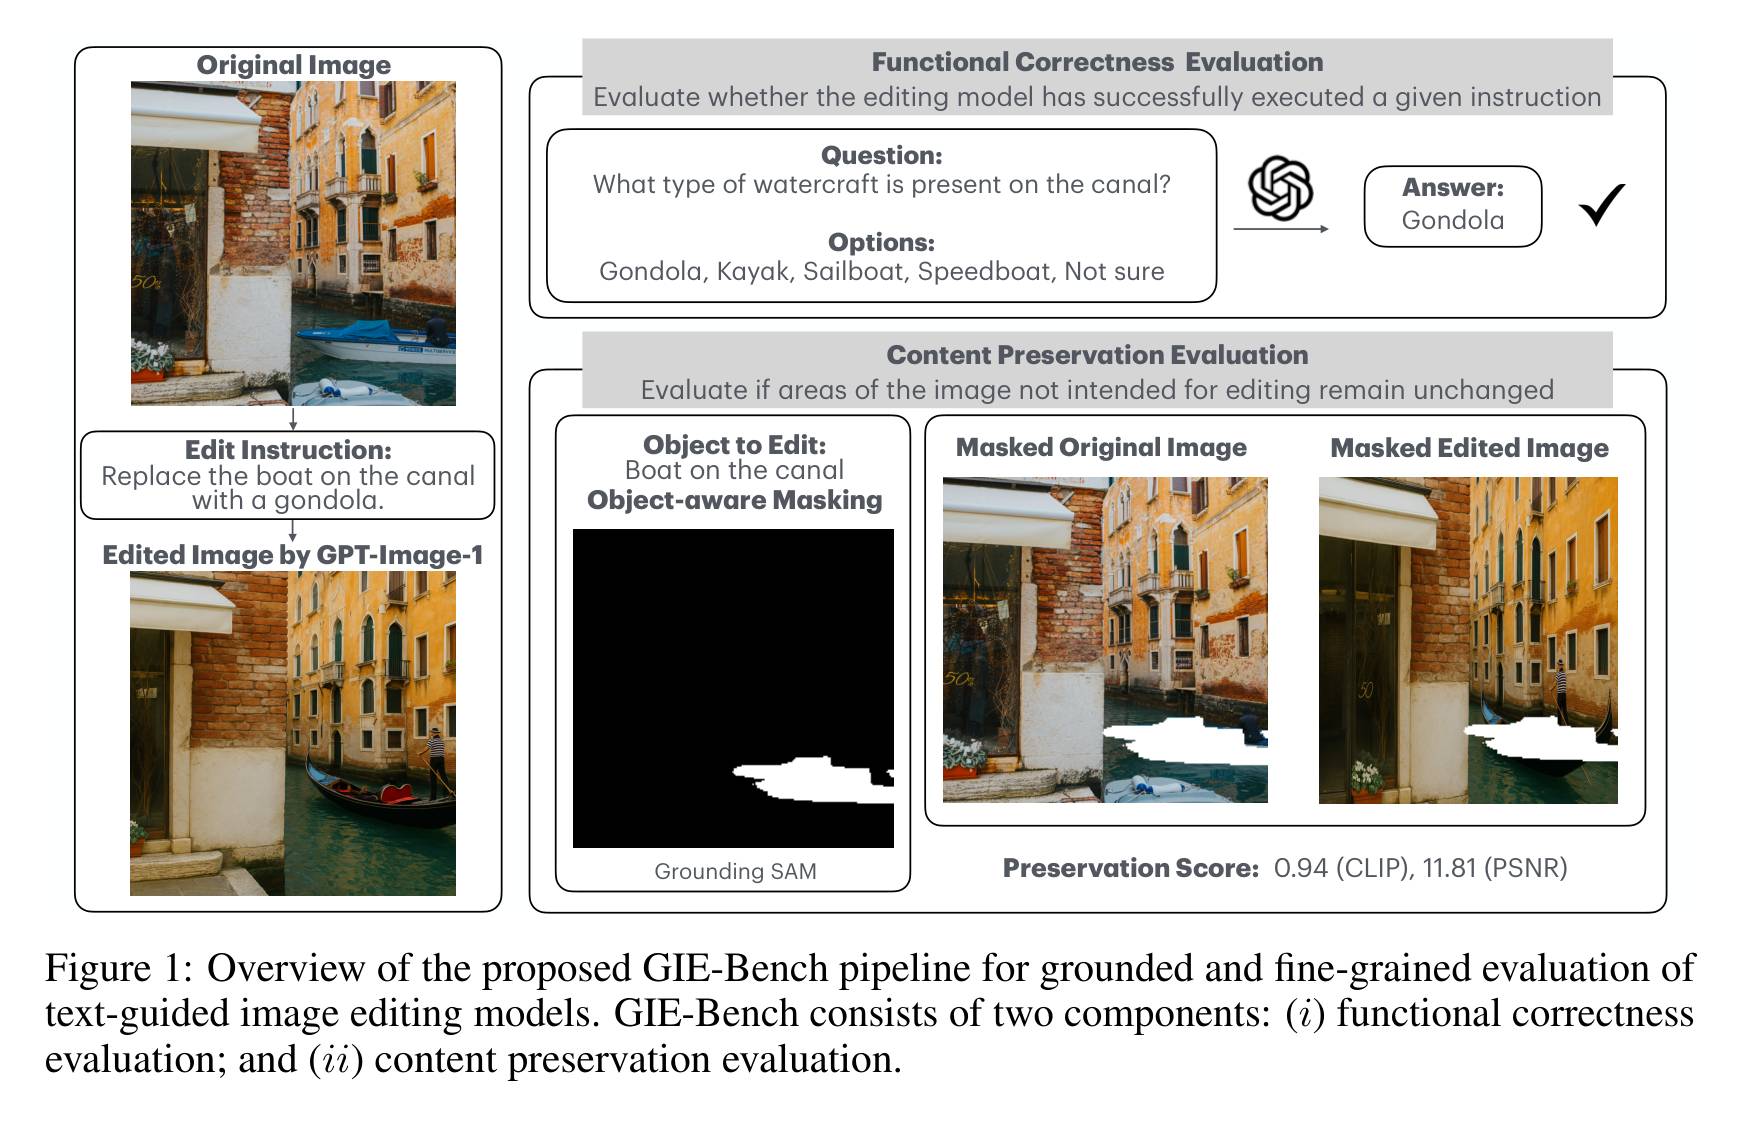 Original Image
50%
Edit Instruction:
Replace the boat on the canal
with a gondola.
Edited Image by GPT-Image-1
Functional Correctness Evaluation
Evaluate whether the editing model has successfully executed a given instruction
Question:
What type of watercraft is present on the canal?
Options:
Gondola, Kayak, Sailboat, Speedboat, Not sure
Answer:
Gondola
Content Preservation Evaluation
Evaluate if areas of the image not intended for editing remain unchanged
Object to Edit:
Boat on the canal
Object-aware Masking
Grounding SAM
Masked Original Image
50%
Masked Edited Image
50
Preservation Score: 0.94 (CLIP), 11.81 (PSNR)
Figure 1: Overview of the proposed GIE-Bench pipeline for grounded and fine-grained evaluation of
text-guided image editing models. GIE-Bench consists of two components: (i) functional correctness
evaluation; and (ii) content preservation evaluation.